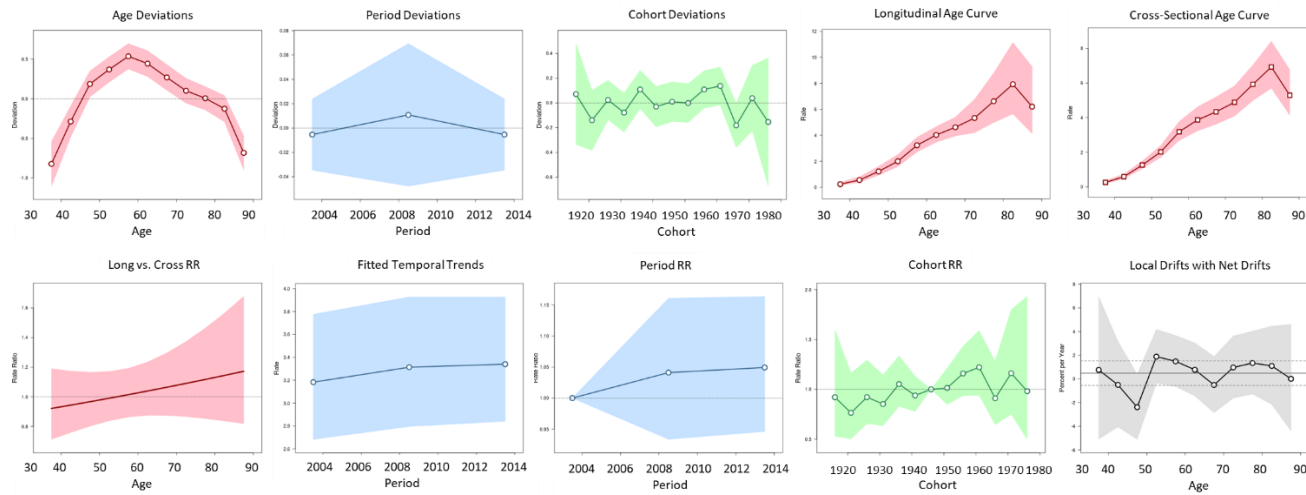 Age Deviations
Deviation
0.5
0.0
30 40 50 60 70 80 90
Age
Period Deviations
Deviation
0.08
0.06
0.04
0.02
0.00
-0.02
-0.04
2004 2006 2008 2010 2012 2014
Period
Cohort Deviations
Deviation
0.6
0.4
0.2
0.0
-0.2
-0.4
-0.6
1920 1930 1940 1950 1960 1970 1980
Cohort
Longitudinal Age Curve
Rate
12
10
8
6
4
2
0
30 40 50 60 70 80 90
Age
Cross-Sectional Age Curve
Rate
8
6
4
2
0
30 40 50 60 70 80 90
Age
Long vs. Cross RR
Rate Ratio
1.6
1.4
1.2
1.0
0.8
30 40 50 60 70 80 90
Age
Fitted Temporal Trends
Rate
4.0
3.8
3.6
3.4
3.2
3.0
2.8
2.6
2004 2006 2008 2010 2012 2014
Period
Period RR
Rate Ratio
1.15
1.10
1.05
1.00
0.95
2004 2006 2008 2010 2012 2014
Period
Cohort RR
Rate Ratio
2.0
1.5
1.0
0.5
1920 1930 1940 1950 1960 1970 1980
Cohort
Local Drifts with Net Drifts
Percent per Year
8
6
4
2
0
-2
-4
-6
30 40 50 60 70 80 90
Age